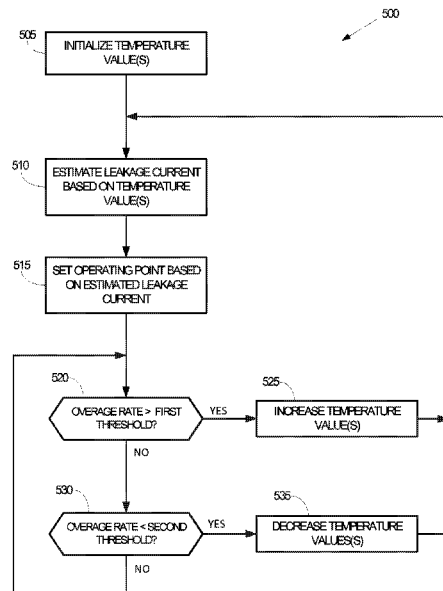 500
505
INITIALIZE TEMPERATURE
VALUE(S)
510
ESTIMATE LEAKAGE CURRENT
BASED ON TEMPERATURE
VALUE(S)
515
SET OPERATING POINT BASED
ON ESTIMATED LEAKAGE
CURRENT
520
OVERAGE RATE > FIRST
THRESHOLD?
YES
525
INCREASE TEMPERATURE
VALUE(S)
NO
530
OVERAGE RATE < SECOND
THRESHOLD?
YES
535
DECREASE TEMPERATURE
VALUES(S)
NO